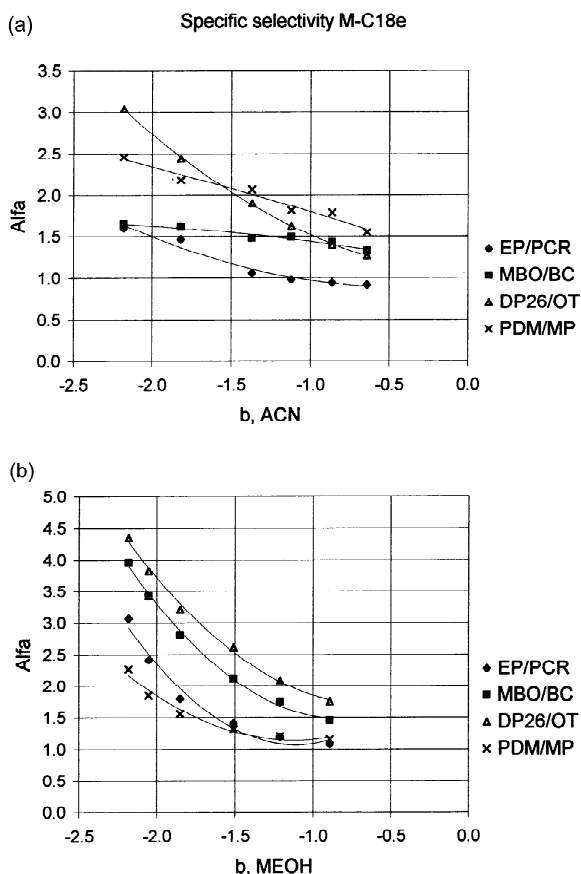 (a)
Specific selectivity M-C18e
3.5
3.0
2.5
2.0
1.5
1.0
0.5
0.0
Alfa
-2.5 -2.0 -1.5 -1.0 -0.5 0.0
b, ACN
EP/PCR
MBO/BC
DP26/OT
PDM/MP
(b)
5.0
4.5
4.0
3.5
3.0
2.5
2.0
1.5
1.0
0.5
0.0
Alfa
-2.5 -2.0 -1.5 -1.0 -0.5 0.0
b, MEOH
EP/PCR
MBO/BC
DP26/OT
PDM/MP